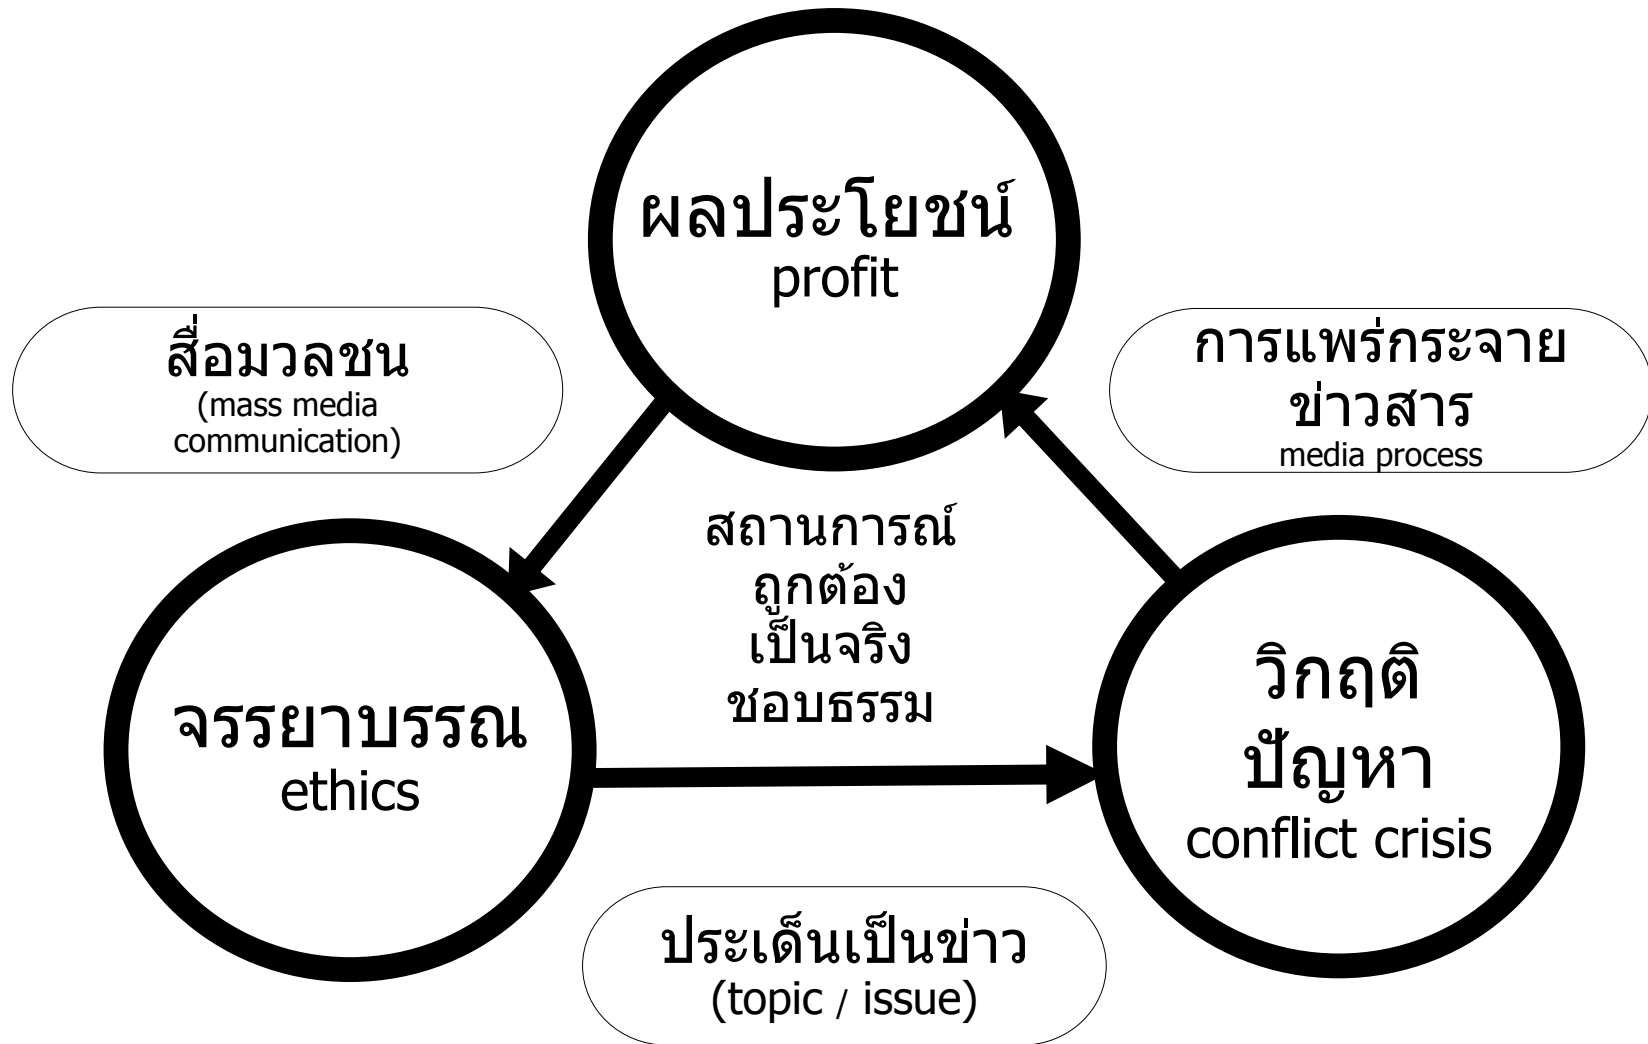 ผลประโยชน์
profit
สื่อมวลชน
(mass media
communication)
การแพร่กระจาย
ข่าวสาร
media process
สถานการณ์
ถูกต้อง
เป็นจริง
ชอบธรรม
จรรยาบรรณ
ethics
วิกฤติ
ปัญหา
conflict crisis
ประเด็นเป็นข่าว
(topic / issue)